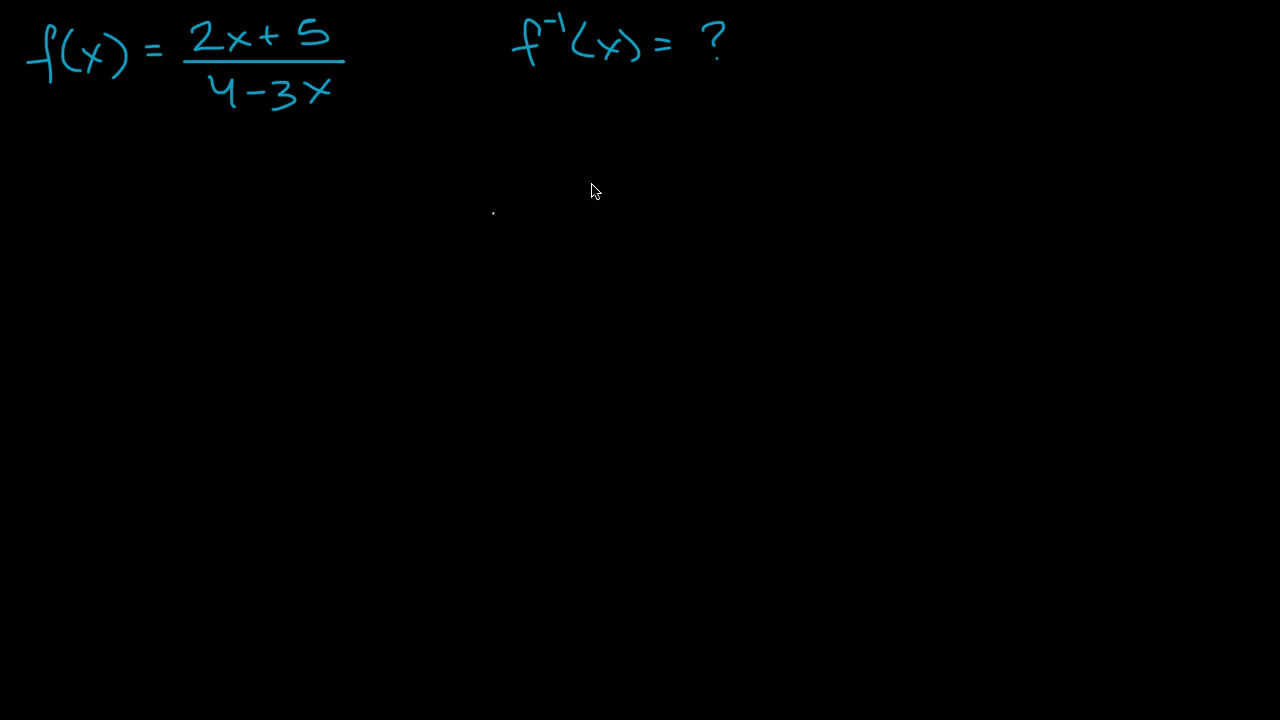 f(x) = (2x + 5)/(4 - 3x)
f⁻¹(x) = ?